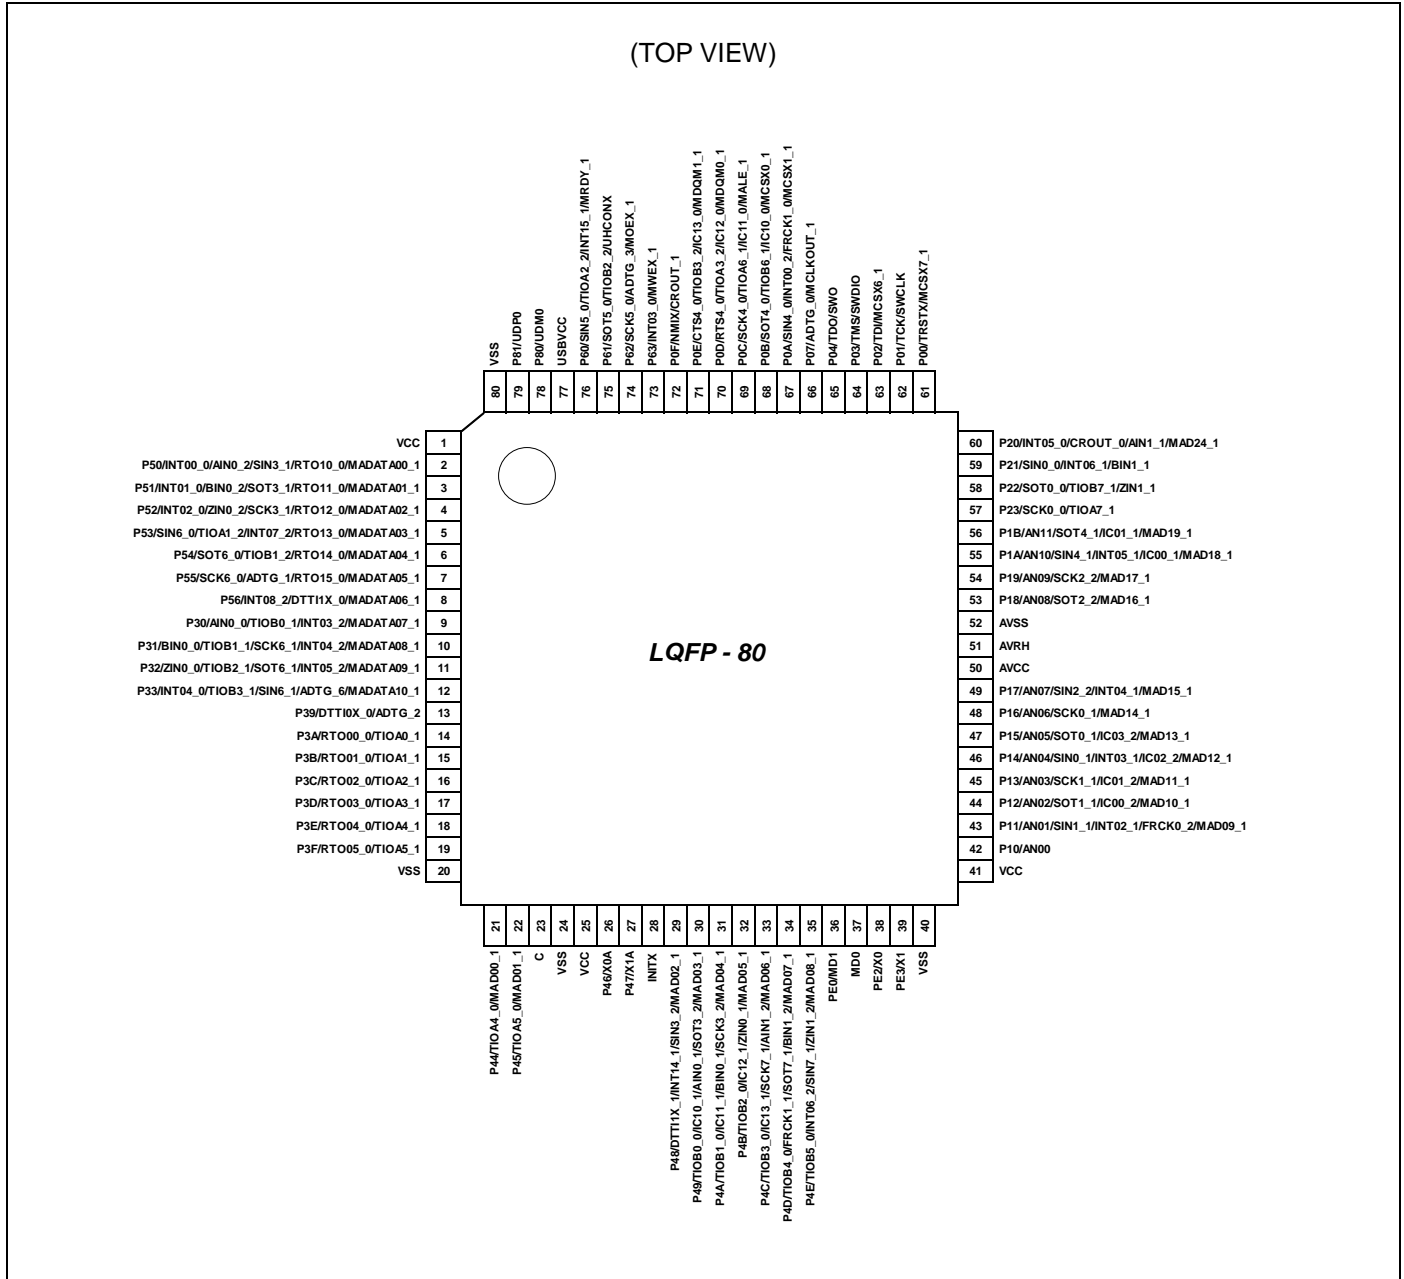 (TOP VIEW)
VSS
P81/UDP0
P80/UDM0
USBVCC
P60/SIN5_0/TIOA2_2/INT15_1/MRDY_1
P61/SOT5_0/TIOB2_2/UHCONX
P62/SCK5_0/ADTG_3/MOEX_1
P63/INT03_0/MWEX_1
P0F/NMIX/CROUT_1
P0E/CTS4_0/TIOB3_2/IC13_0/MDQM1_1
P0D/RTS4_0/TIOA3_2/IC12_0/MDQM0_1
P0C/SCK4_0/TIOA6_1/IC11_0/MALE_1
P0B/SOT4_0/TIOB6_1/IC10_0/MCSX0_1
P0A/SIN4_0/INT00_2/FRCK1_0/MCSX1_1
P07/ADTG_0/MCLKOUT_1
P04/TDO/SWO
P03/TMS/SWDIO
P02/TDI/MCSX6_1
P01/TCK/SWCLK
P00/TRSTX/MCSX7_1
80 79 78 77 76 75 74 73 72 71 70 69 68 67 66 65 64 63 62 61
VCC 1
P50/INT00_0/AIN0_2/SIN3_1/RTO10_0/MADATA00_1 2
P51/INT01_0/BIN0_2/SOT3_1/RTO11_0/MADATA01_1 3
P52/INT02_0/ZIN0_2/SCK3_1/RTO12_0/MADATA02_1 4
P53/SIN6_0/TIOA1_2/INT07_2/RTO13_0/MADATA03_1 5
P54/SOT6_0/TIOB1_2/RTO14_0/MADATA04_1 6
P55/SCK6_0/ADTG_1/RTO15_0/MADATA05_1 7
P56/INT08_2/DTTI1X_0/MADATA06_1 8
P30/AIN0_0/TIOB0_1/INT03_2/MADATA07_1 9
P31/BIN0_0/TIOB1_1/SCK6_1/INT04_2/MADATA08_1 10
P32/ZIN0_0/TIOB2_1/SOT6_1/INT05_2/MADATA09_1 11
P33/INT04_0/TIOB3_1/SIN6_1/ADTG_6/MADATA10_1 12
P39/DTTI0X_0/ADTG_2 13
P3A/RTO00_0/TIOA0_1 14
P3B/RTO01_0/TIOA1_1 15
P3C/RTO02_0/TIOA2_1 16
P3D/RTO03_0/TIOA3_1 17
P3E/RTO04_0/TIOA4_1 18
P3F/RTO05_0/TIOA5_1 19
VSS 20
LQFP - 80
60 P20/INT05_0/CROUT_0/AIN1_1/MAD24_1
59 P21/SIN0_0/INT06_1/BIN1_1
58 P22/SOT0_0/TIOB7_1/ZIN1_1
57 P23/SCK0_0/TIOA7_1
56 P1B/AN11/SOT4_1/IC01_1/MAD19_1
55 P1A/AN10/SIN4_1/INT05_1/IC00_1/MAD18_1
54 P19/AN09/SCK2_2/MAD17_1
53 P18/AN08/SOT2_2/MAD16_1
52 AVSS
51 AVRH
50 AVCC
49 P17/AN07/SIN2_2/INT04_1/MAD15_1
48 P16/AN06/SCK0_1/MAD14_1
47 P15/AN05/SOT0_1/IC03_2/MAD13_1
46 P14/AN04/SIN0_1/INT03_1/IC02_2/MAD12_1
45 P13/AN03/SCK1_1/IC01_2/MAD11_1
44 P12/AN02/SOT1_1/IC00_2/MAD10_1
43 P11/AN01/SIN1_1/INT02_1/FRCK0_2/MAD09_1
42 P10/AN00
41 VCC
21 22 23 24 25 26 27 28 29 30 31 32 33 34 35 36 37 38 39 40
P44/TIOA4_0/MAD00_1
P45/TIOA5_0/MAD01_1
C
VSS
VCC
P46/X0A
P47/X1A
INITX
P48/DTTI1X_1/INT14_1/SIN3_2/MAD02_1
P49/TIOB0_0/IC10_1/AIN0_1/SOT3_2/MAD03_1
P4A/TIOB1_0/IC11_1/BIN0_1/SCK3_2/MAD04_1
P4B/TIOB2_0/IC12_1/ZIN0_1/MAD05_1
P4C/TIOB3_0/IC13_1/SCK7_1/AIN1_2/MAD06_1
P4D/TIOB4_0/FRCK1_1/SOT7_1/BIN1_2/MAD07_1
P4E/TIOB5_0/INT06_2/SIN7_1/ZIN1_2/MAD08_1
PE0/MD1
MD0
PE2/X0
PE3/X1
VSS